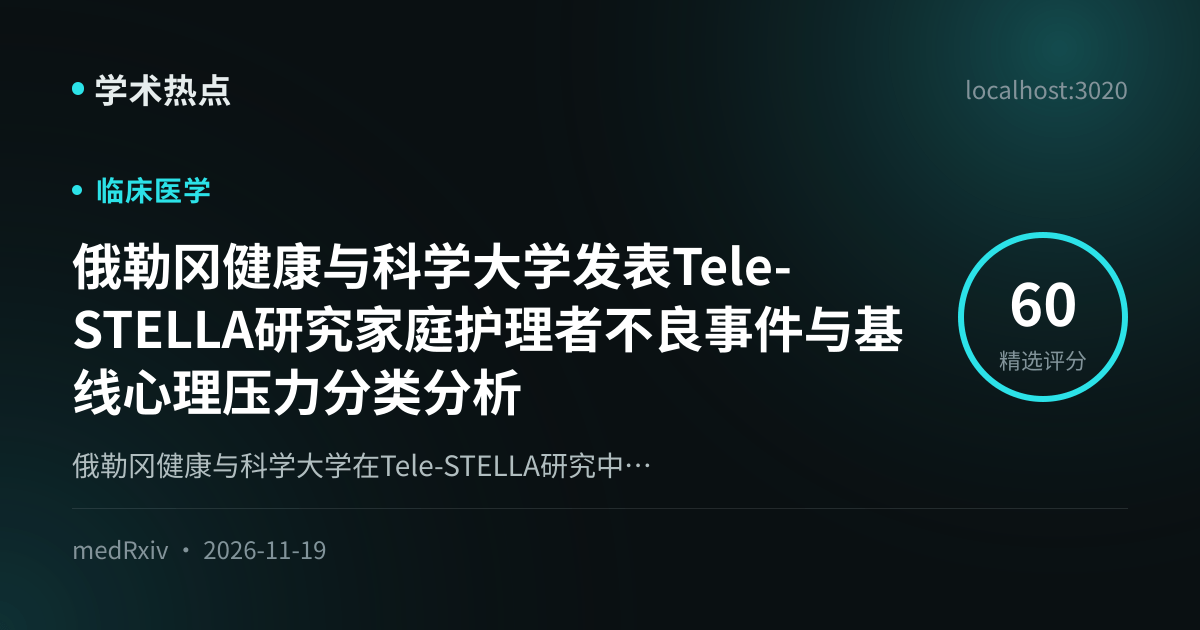 学术热点
localhost:3020
临床医学
俄勒冈健康与科学大学发表Tele-
STELLA研究家庭护理者不良事件与基
线心理压力分类分析
60
精选评分
俄勒冈健康与科学大学在Tele-STELLA研究中…
medRxiv • 2026-11-19